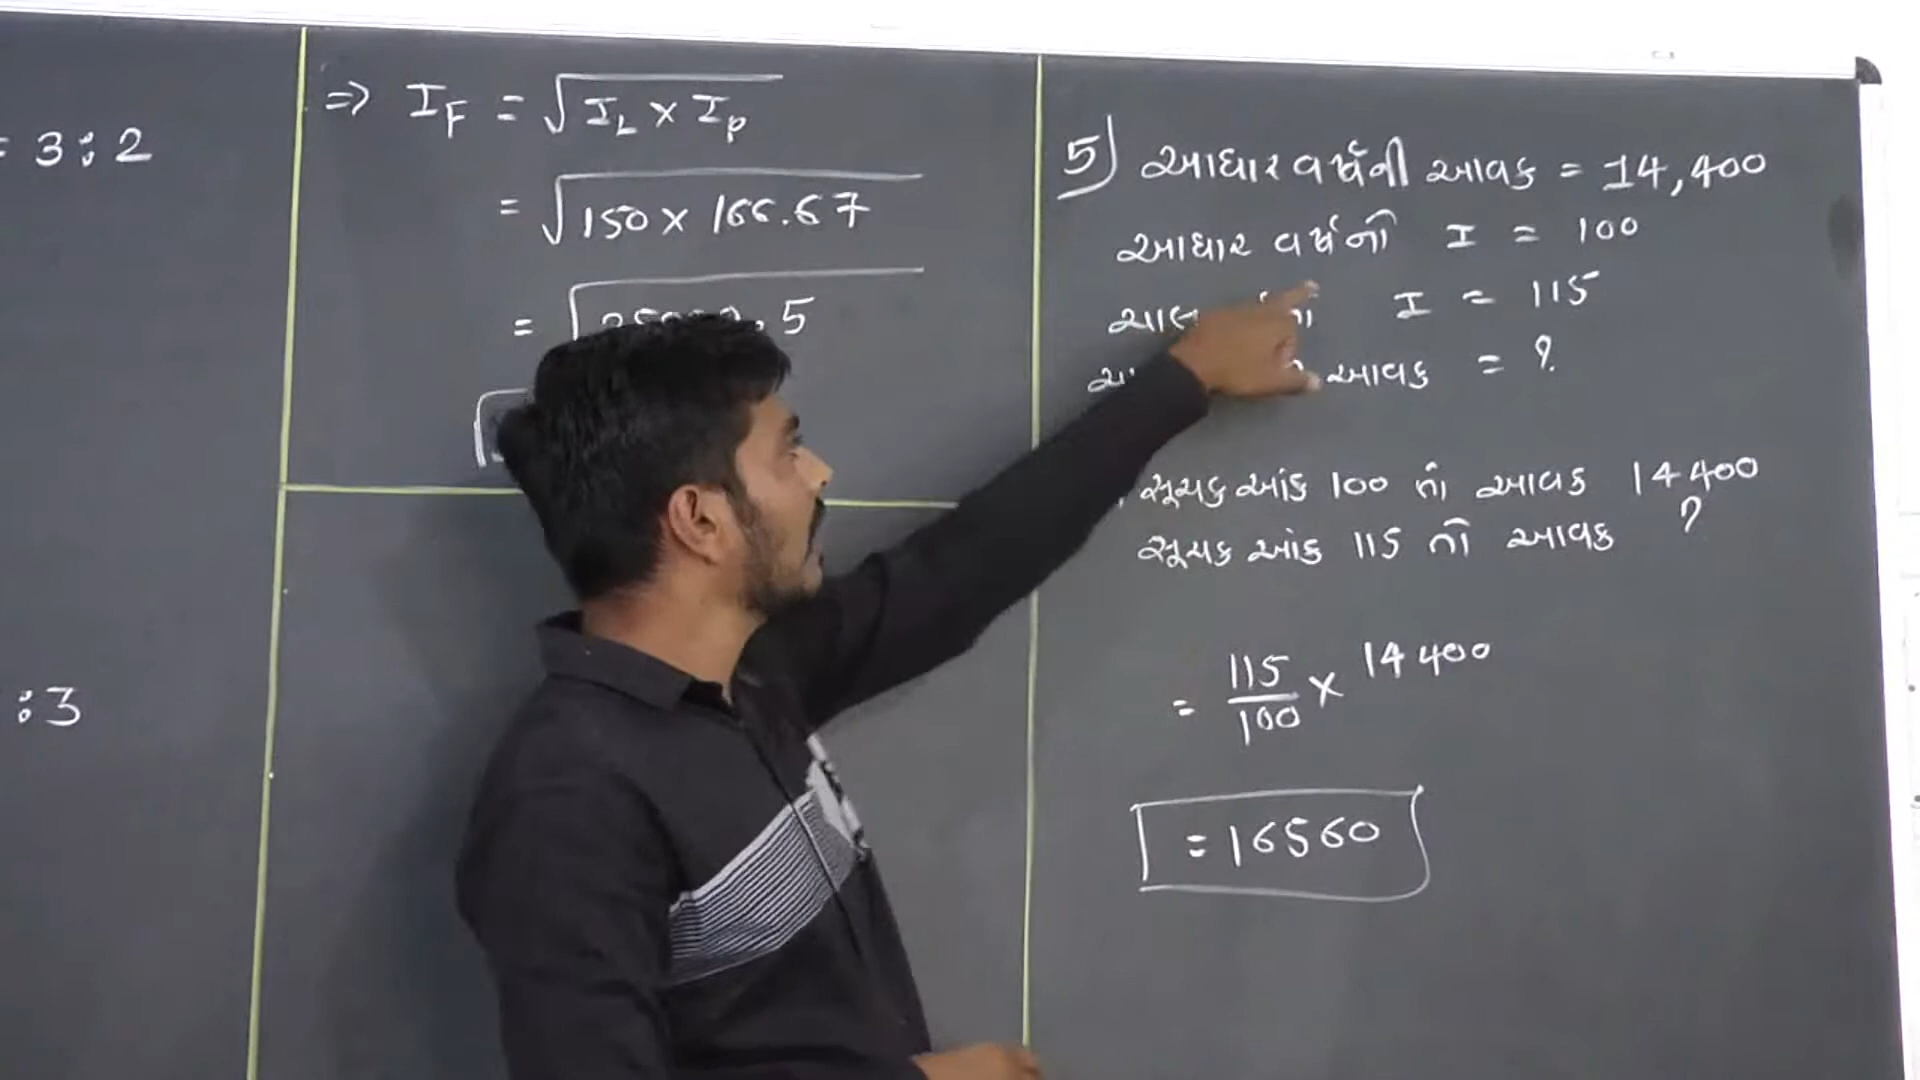 = 3:2
:3
⇒ I_F = √(I_L × I_P)
= √(150 × 166.67)
5) આધાર વર્ષની આવક = 14,400
આધાર વર્ષનો I = 100
I = 115
આવક = ?
સૂચક આંક 100 તો આવક 14400
સૂચક આંક 115 તો આવક ?
= 115/100 × 14400
= 16560